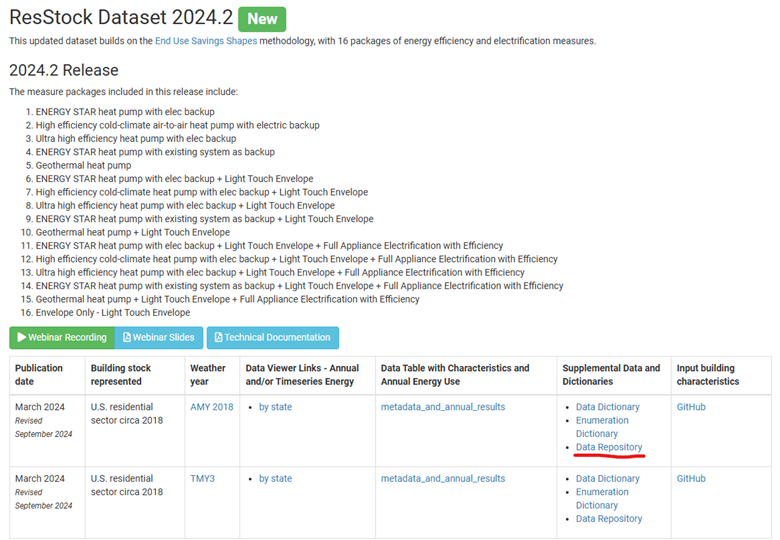 ResStock Dataset 2024.2 New
This updated dataset builds on the End Use Savings Shapes methodology, with 16 packages of energy efficiency and electrification measures.
2024.2 Release
The measure packages included in this release include:
1. ENERGY STAR heat pump with elec backup
2. High efficiency cold-climate air-to-air heat pump with electric backup
3. Ultra high efficiency heat pump with elec backup
4. ENERGY STAR heat pump with existing system as backup
5. Geothermal heat pump
6. ENERGY STAR heat pump with elec backup + Light Touch Envelope
7. High efficiency cold-climate heat pump with elec backup + Light Touch Envelope
8. Ultra high efficiency heat pump with elec backup + Light Touch Envelope
9. ENERGY STAR heat pump with existing system as backup + Light Touch Envelope
10. Geothermal heat pump + Light Touch Envelope
11. ENERGY STAR heat pump with elec backup + Light Touch Envelope + Full Appliance Electrification with Efficiency
12. High efficiency cold-climate heat pump with elec backup + Light Touch Envelope + Full Appliance Electrification with Efficiency
13. Ultra high efficiency heat pump with elec backup + Light Touch Envelope + Full Appliance Electrification with Efficiency
14. ENERGY STAR heat pump with existing system as backup + Light Touch Envelope + Full Appliance Electrification with Efficiency
15. Geothermal heat pump + Light Touch Envelope + Full Appliance Electrification with Efficiency
16. Envelope Only - Light Touch Envelope
Webinar Recording Webinar Slides Technical Documentation
Publication
date
Building stock
represented
Weather
year
Data Viewer Links - Annual
and/or Timeseries Energy
Data Table with Characteristics and
Annual Energy Use
Supplemental Data and
Dictionaries
Input building
characteristics
March 2024
Revised
September 2024
U.S. residential
sector circa 2018
AMY 2018
• by state
metadata_and_annual_results
• Data Dictionary
• Enumeration
Dictionary
• Data Repository
GitHub
March 2024
Revised
September 2024
U.S. residential
sector circa 2018
TMY3
• by state
metadata_and_annual_results
• Data Dictionary
• Enumeration
Dictionary
• Data Repository
GitHub